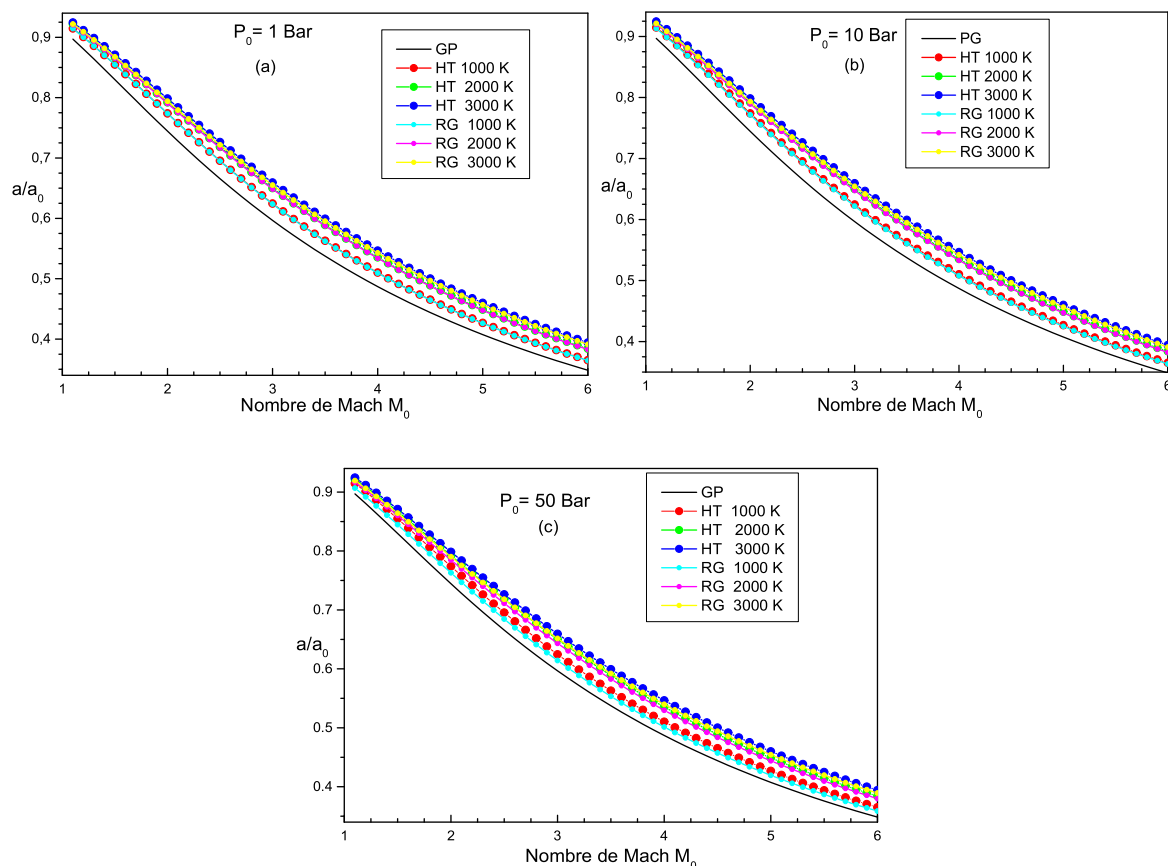 P0= 1 Bar
(a)
GP
HT 1000 K
HT 2000 K
HT 3000 K
RG 1000 K
RG 2000 K
RG 3000 K
0,9
0,8
0,7
a/a0
0,6
0,5
0,4
1 2 3 4 5 6
Nombre de Mach M0
P0= 10 Bar
(b)
PG
HT 1000 K
HT 2000 K
HT 3000 K
RG 1000 K
RG 2000 K
RG 3000 K
0,9
0,8
0,7
a/a0
0,6
0,5
0,4
1 2 3 4 5 6
Nombre de Mach M0
P0= 50 Bar
(c)
GP
HT 1000 K
HT 2000 K
HT 3000 K
RG 1000 K
RG 2000 K
RG 3000 K
0.9
0.8
0.7
a/a0
0.6
0.5
0.4
1 2 3 4 5 6
Nombre de Mach M0